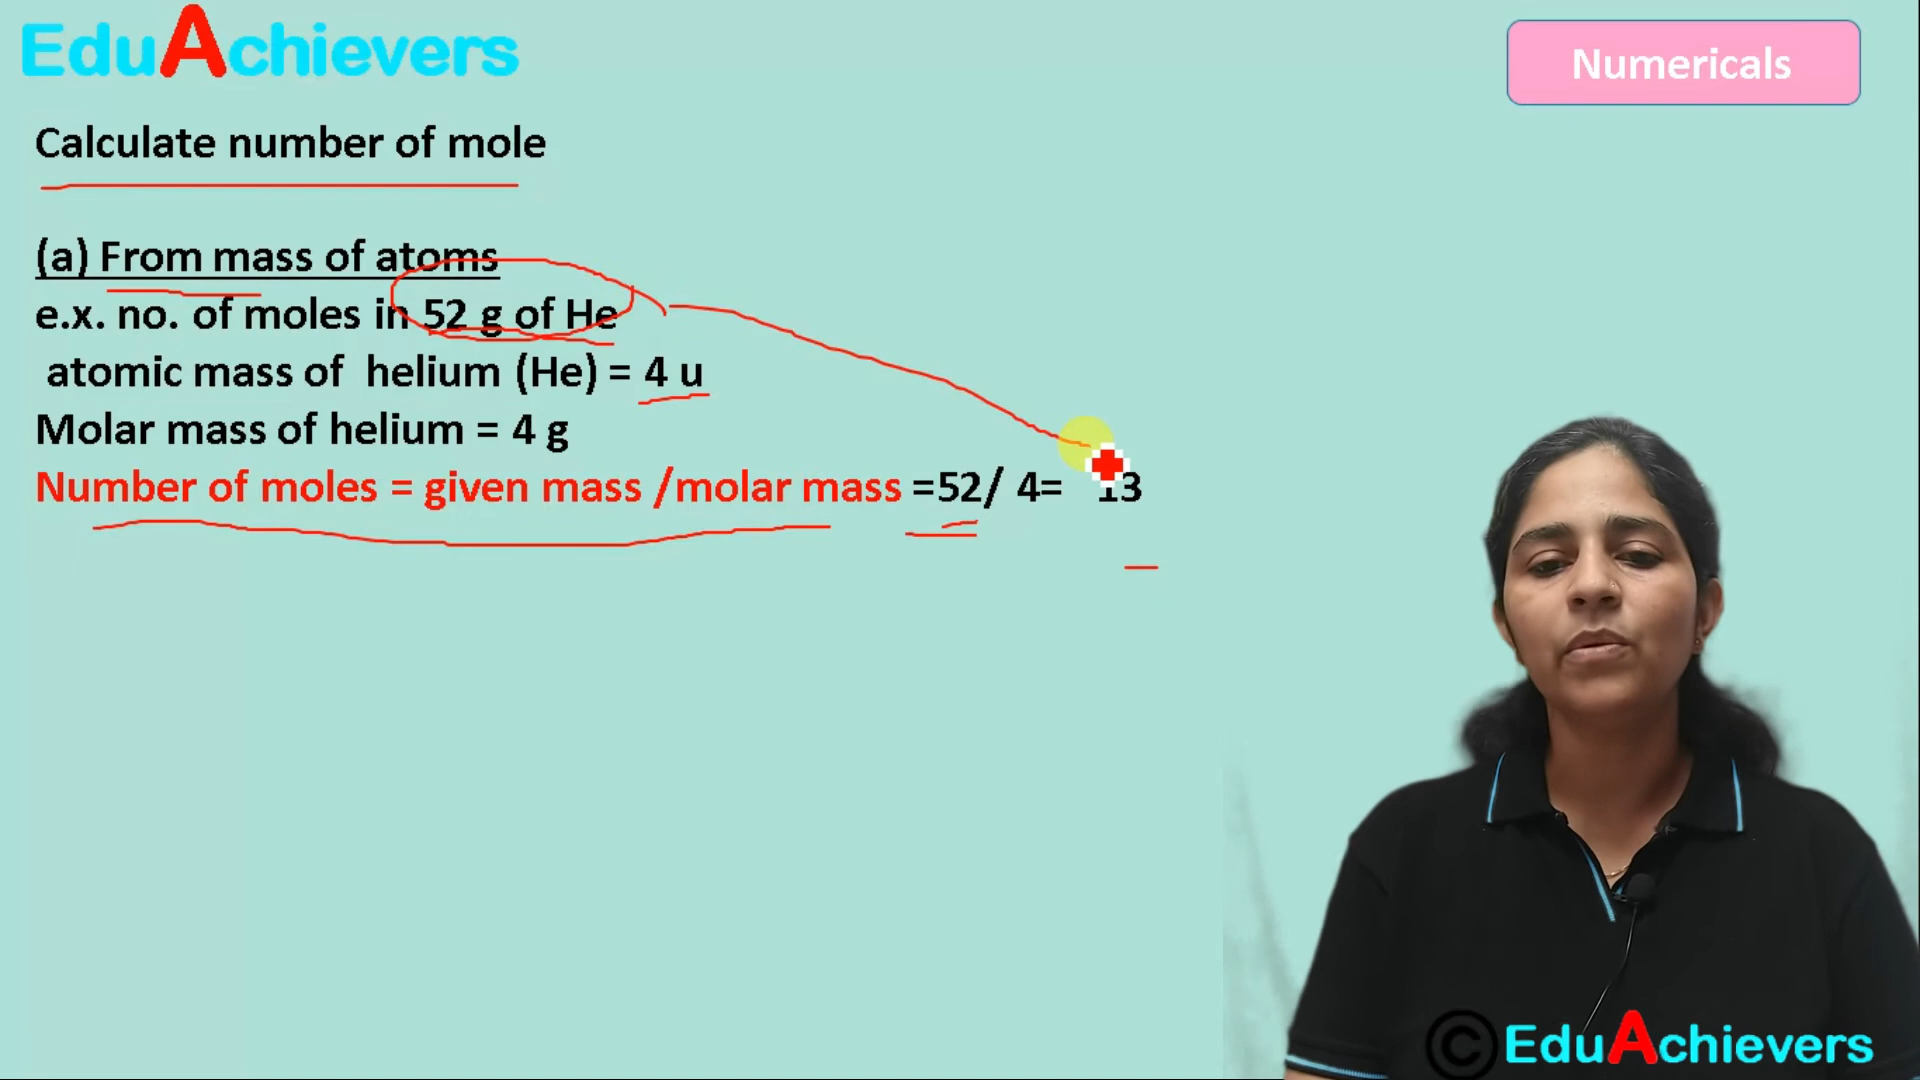 EduAchievers
Numericals
Calculate number of mole
(a) From mass of atoms
e.x. no. of moles in 52 g of He
atomic mass of helium (He) = 4 u
Molar mass of helium = 4 g
Number of moles = given mass /molar mass =52/ 4= 13
© EduAchievers